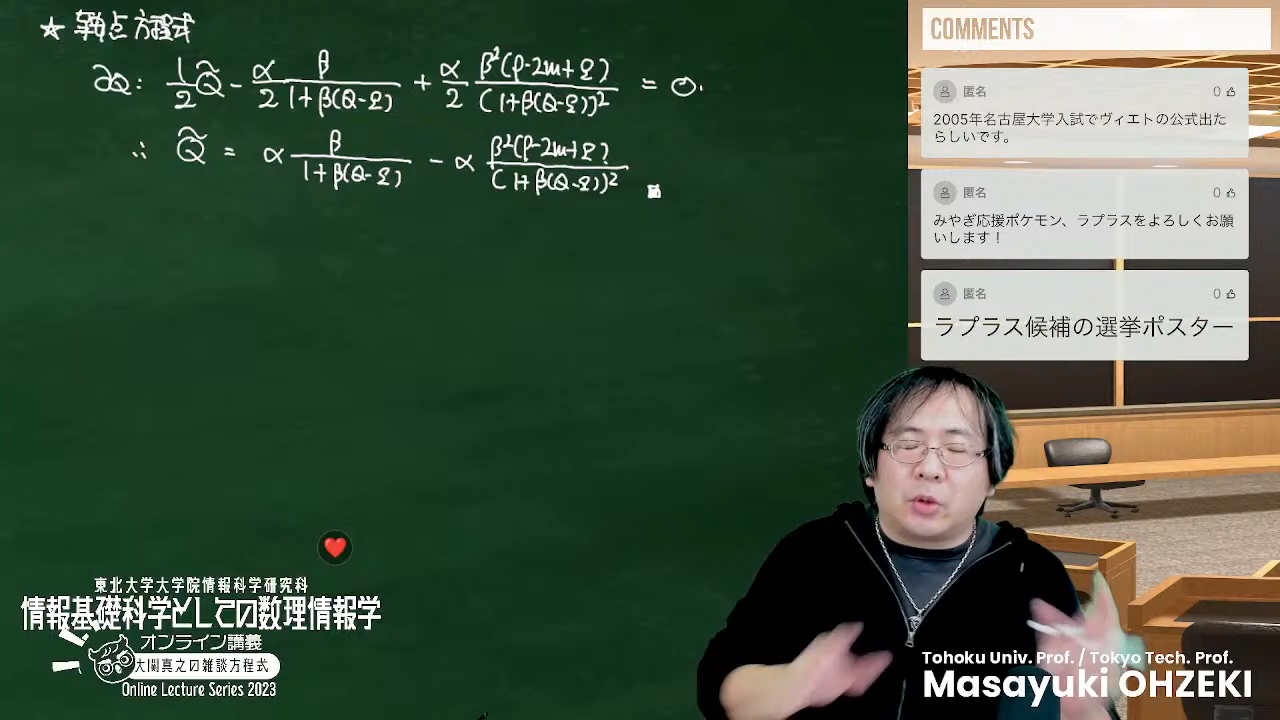 ★ 鞍点方程式
∂Q: 1/2 Q̃ - α/2 β/(1+β(Q-q)) + α/2 β²(ρ-2m+q)/(1+β(Q-q))² = 0.
∴ Q̃ = α β/(1+β(Q-q)) - α β²(ρ-2m+q)/(1+β(Q-q))²
COMMENTS
匿名 0
2005年名古屋大学入試でヴィエトの公式出た
らしいです。
匿名 0
みやぎ応援ポケモン、ラプラスをよろしくお願
いします！
匿名 0
ラプラス候補の選挙ポスター
東北大学大学院情報科学研究科
情報基礎科学としての数理情報学
オンライン講義
大関真之の雑談方程式
Online Lecture Series 2023
Tohoku Univ. Prof. / Tokyo Tech. Prof.
Masayuki OHZEKI